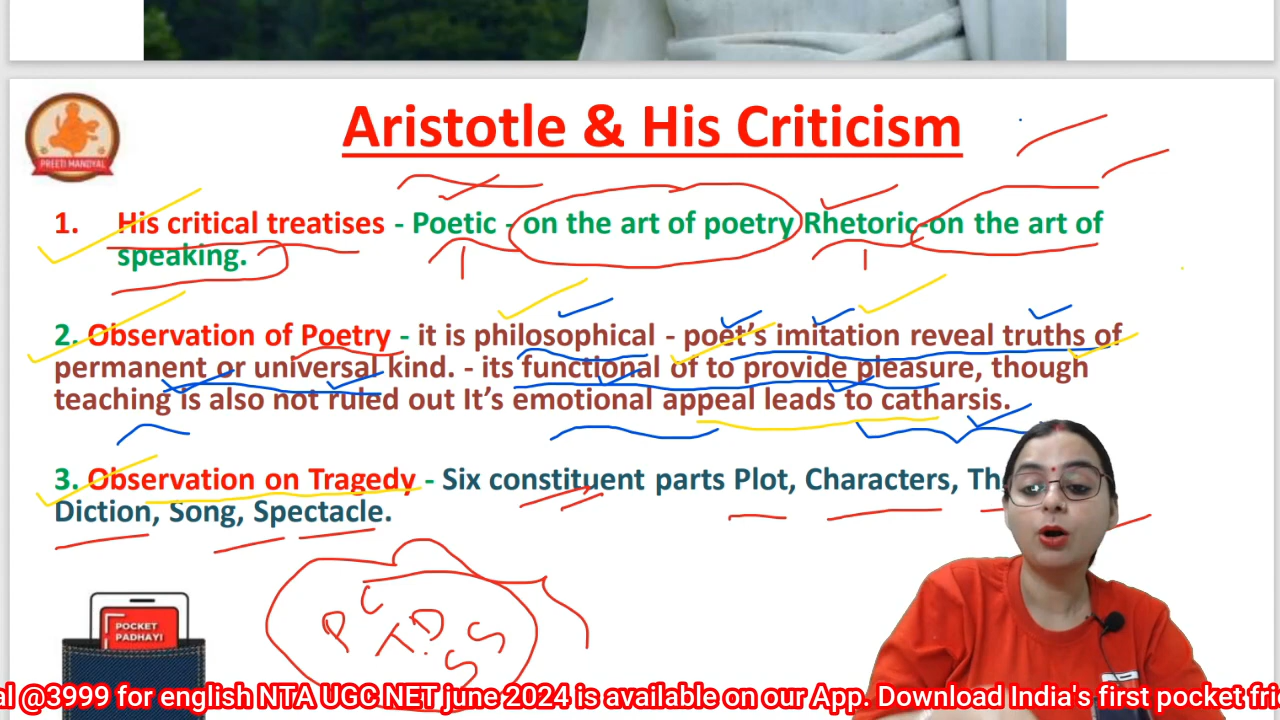 Aristotle & His Criticism
PREETI MANDYAL
1. His critical treatises - Poetic - on the art of poetry Rhetoric-on the art of
speaking.
2. Observation of Poetry - it is philosophical - poet's imitation reveal truths of
permanent or universal kind. - its functional of to provide pleasure, though
teaching is also not ruled out It's emotional appeal leads to catharsis.
3. Observation on Tragedy - Six constituent parts Plot, Characters, Th
Diction, Song, Spectacle.
P C T. D S S
POCKET
PADHAYI
al @3999 for english NTA UGC NET june 2024 is available on our App. Download India's first pocket fri